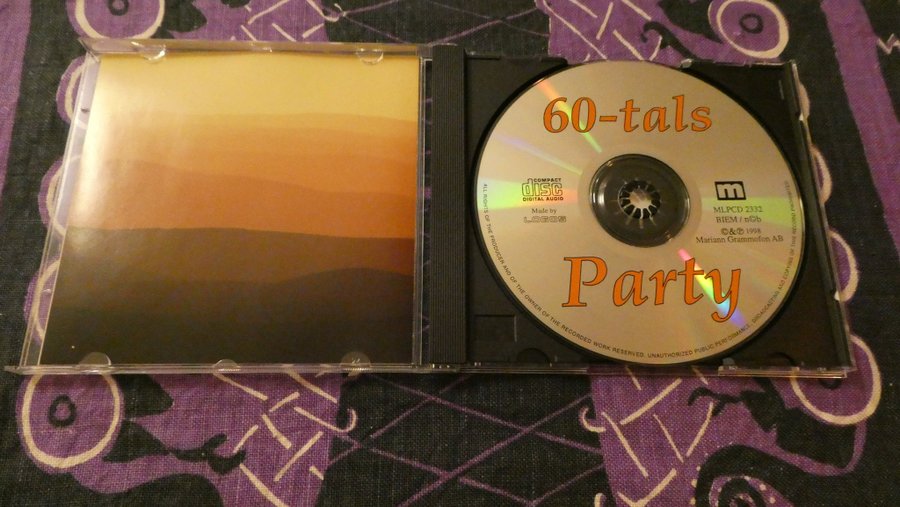 60-tals
COMPACT
disc
DIGITAL AUDIO
Made by
LOGOS
m
MLPCD 2332
BIEM / n©b
©&℗ 1998
Mariann Grammofon AB
Party
ALL RIGHTS OF THE PRODUCER AND OF THE OWNER OF THE RECORDED WORK RESERVED. UNAUTHORIZED PUBLIC PERFORMANCE, BROADCASTING AND COPYING OF THIS RECORD PROHIBITED